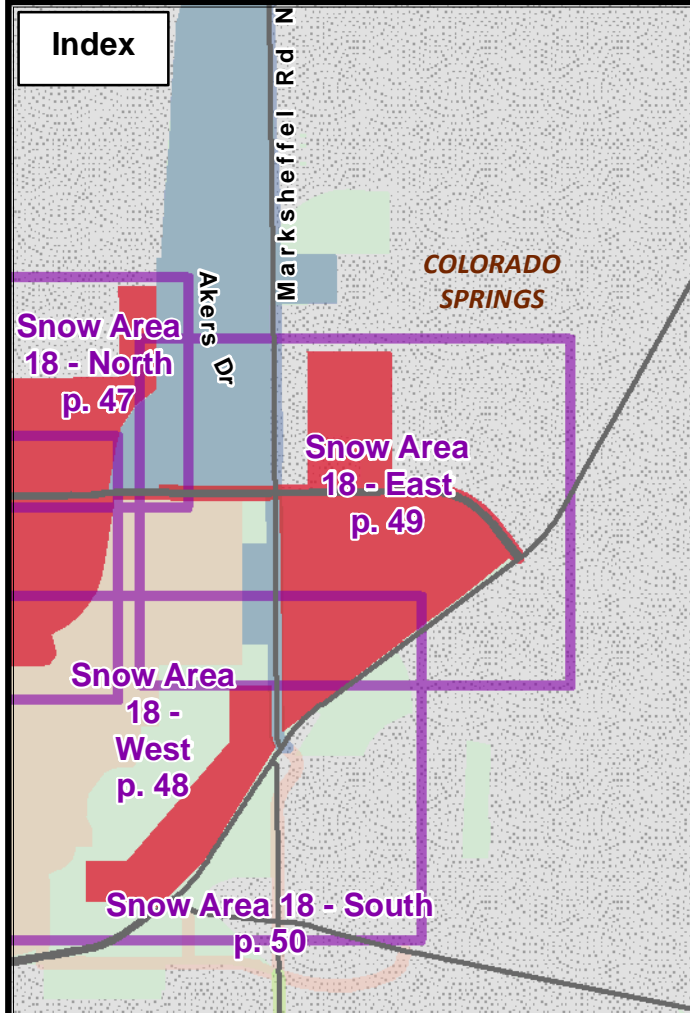 Index
Marksheffel Rd N
Akers Dr
COLORADO
SPRINGS
Snow Area
18 - North
p. 47
Snow Area
18 - East
p. 49
Snow Area
18 -
West
p. 48
Snow Area 18 - South
p. 50